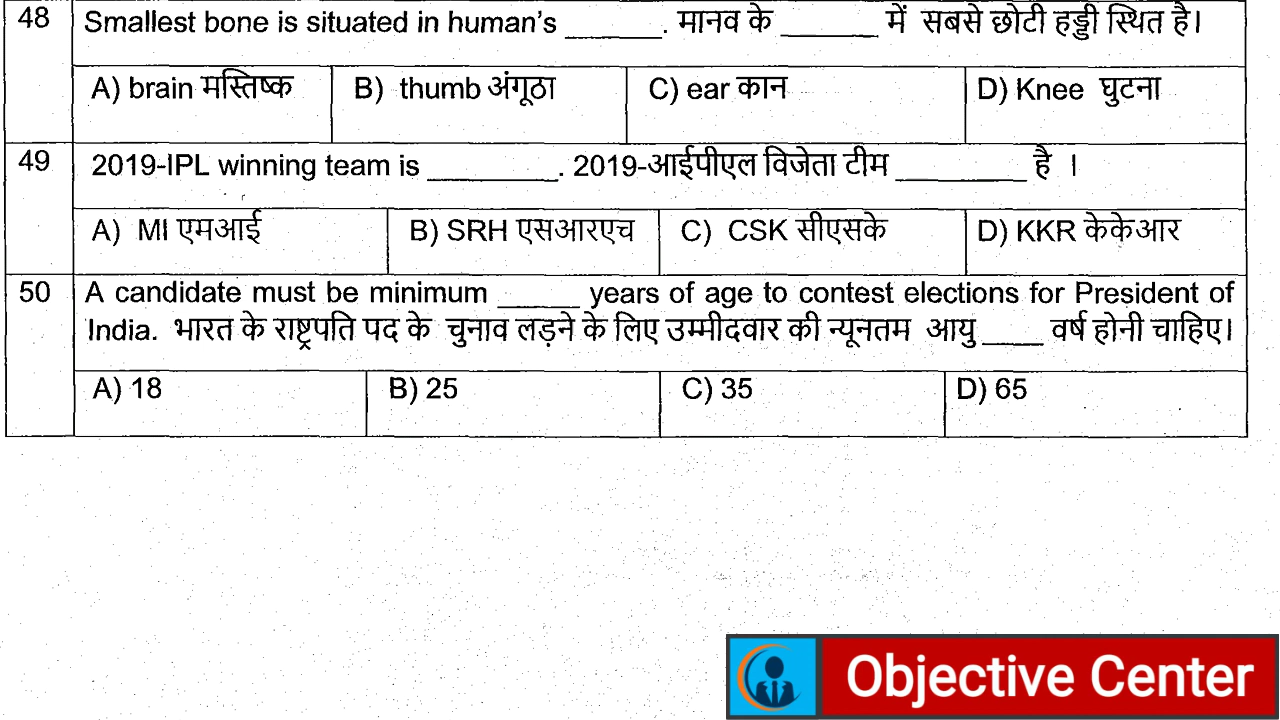 48 Smallest bone is situated in human's ______. मानव के ______ में सबसे छोटी हड्डी स्थित है।
A) brain मस्तिष्क B) thumb अंगूठा C) ear कान D) Knee घुटना
49 2019-IPL winning team is ________. 2019-आईपीएल विजेता टीम ________ है ।
A) MI एमआई B) SRH एसआरएच C) CSK सीएसके D) KKR केकेआर
50 A candidate must be minimum _____ years of age to contest elections for President of
India. भारत के राष्ट्रपति पद के चुनाव लड़ने के लिए उम्मीदवार की न्यूनतम आयु ____ वर्ष होनी चाहिए।
A) 18 B) 25 C) 35 D) 65
Objective Center